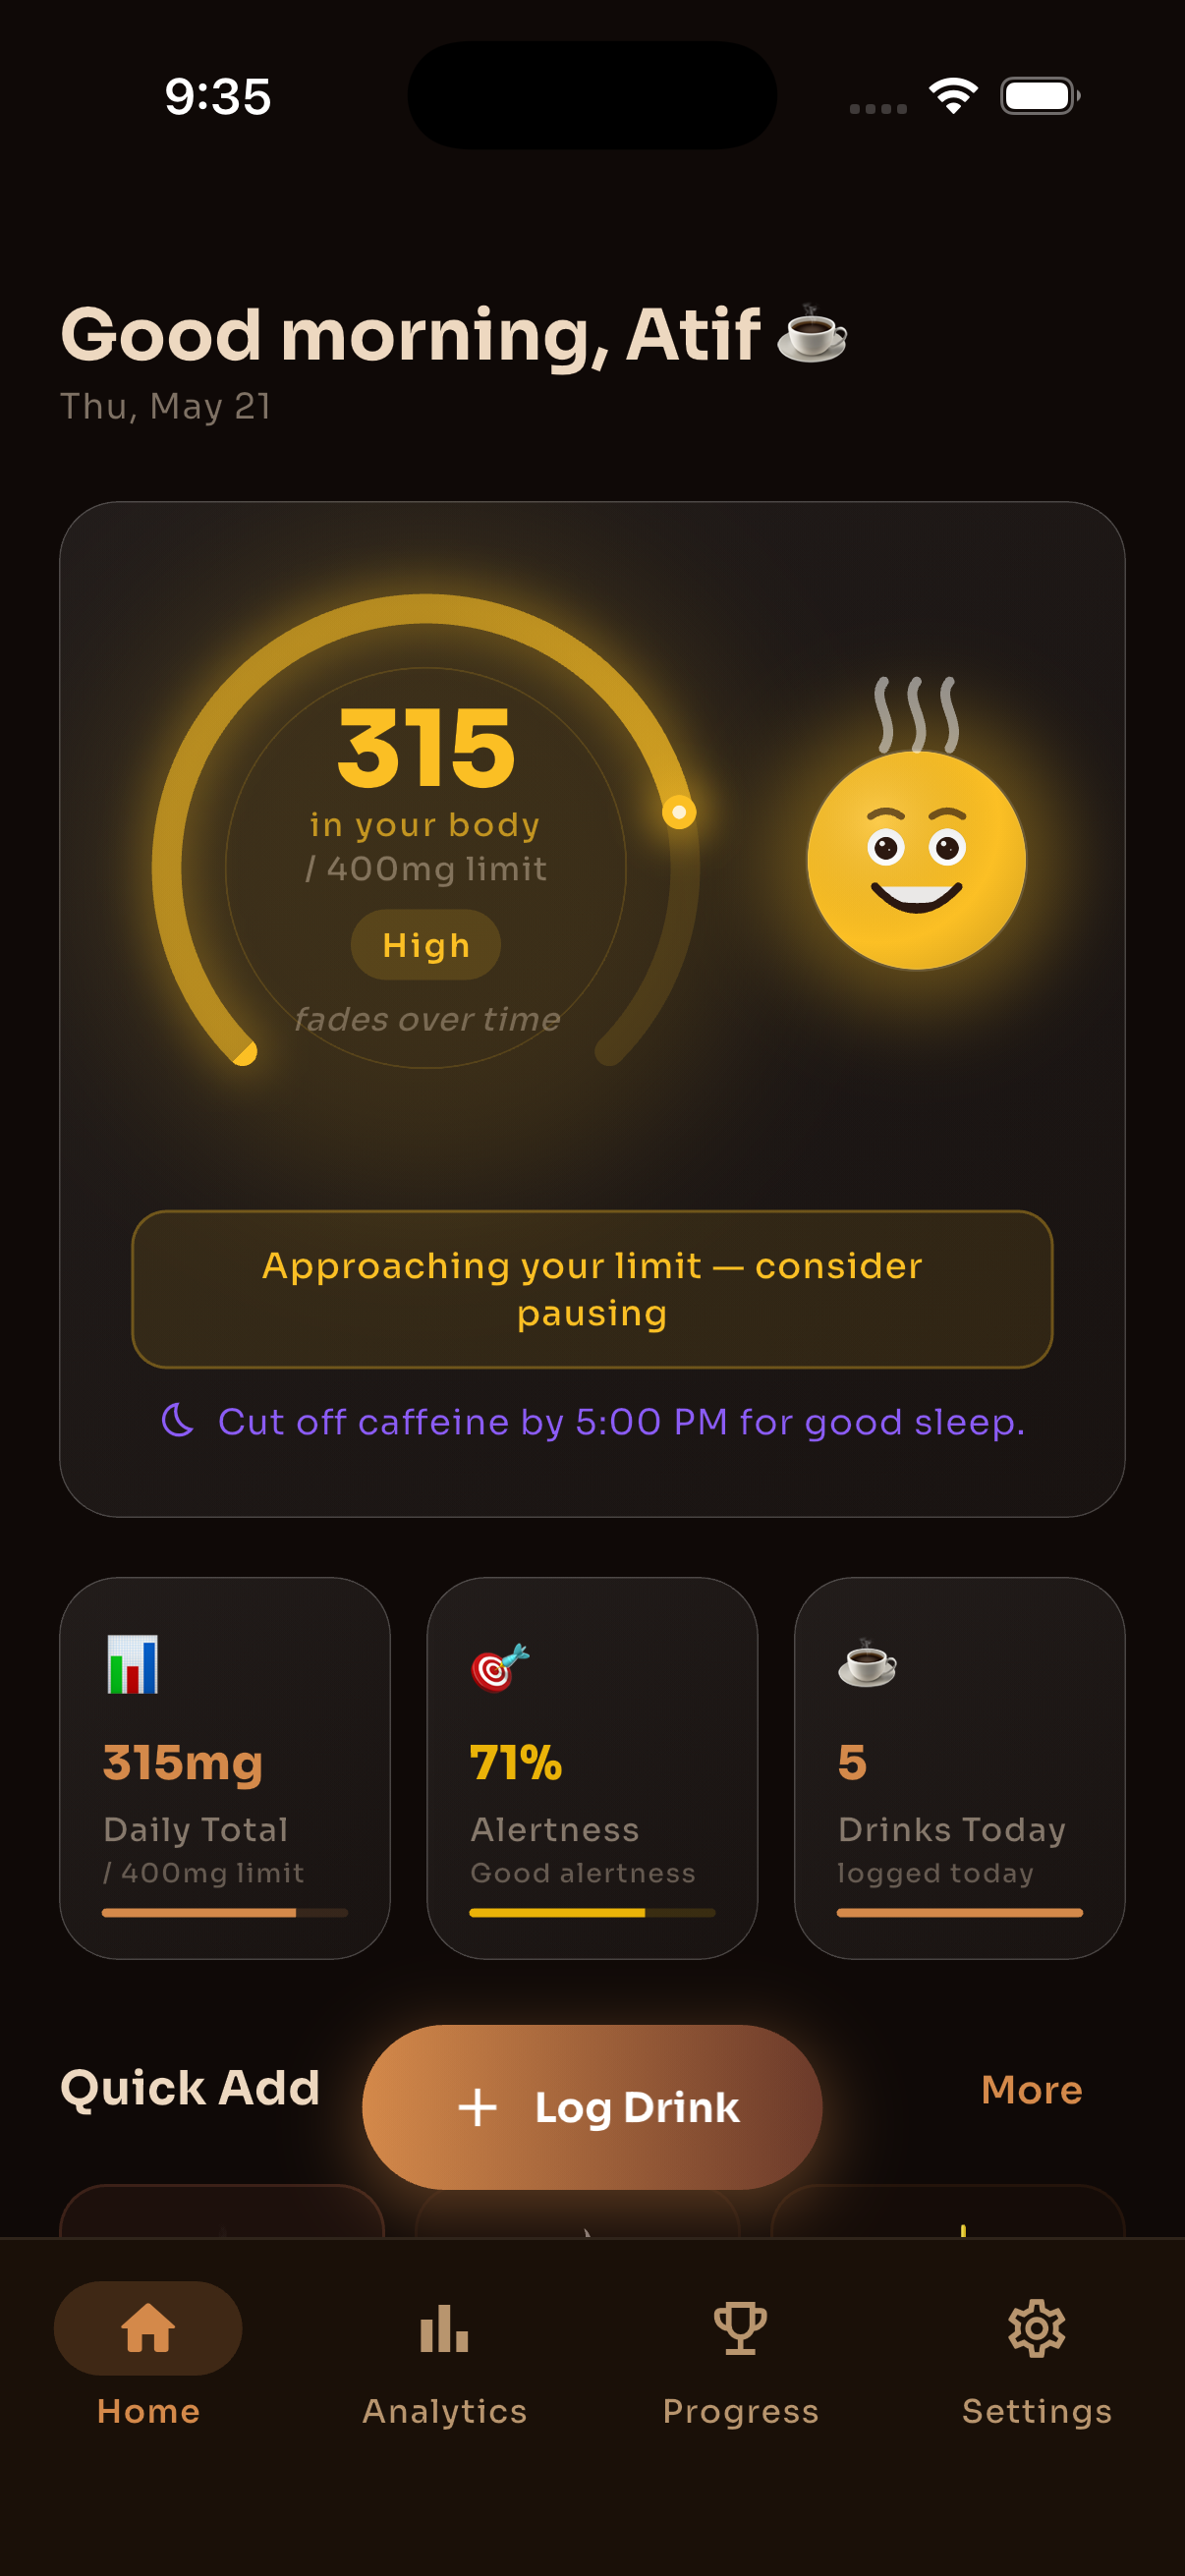 9:35
Good morning, Atif
Thu, May 21
315
in your body
/ 400mg limit
High
fades over time
Approaching your limit — consider
pausing
Cut off caffeine by 5:00 PM for good sleep.
315mg
Daily Total
/ 400mg limit
71%
Alertness
Good alertness
5
Drinks Today
logged today
Quick Add
+ Log Drink
More
Home
Analytics
Progress
Settings